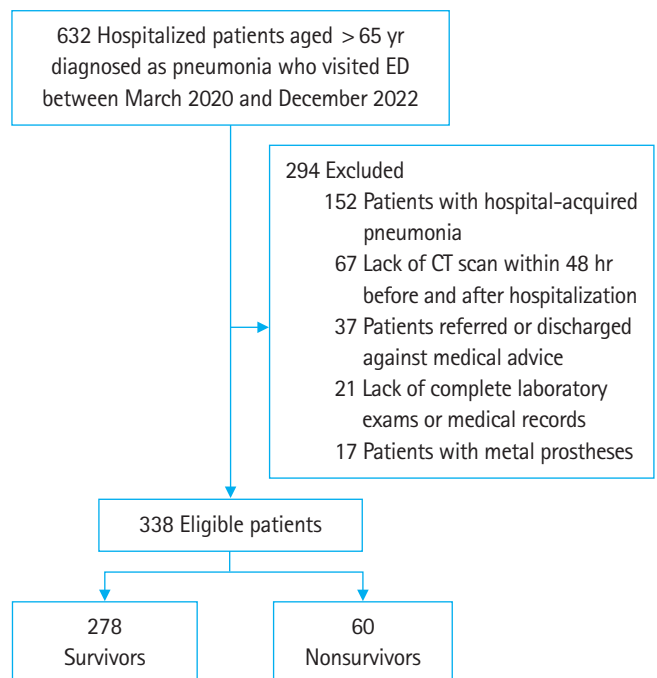 632 Hospitalized patients aged > 65 yr
diagnosed as pneumonia who visited ED
between March 2020 and December 2022
294 Excluded
152 Patients with hospital-acquired
pneumonia
67 Lack of CT scan within 48 hr
before and after hospitalization
37 Patients referred or discharged
against medical advice
21 Lack of complete laboratory
exams or medical records
17 Patients with metal prostheses
338 Eligible patients
278
Survivors
60
Nonsurvivors